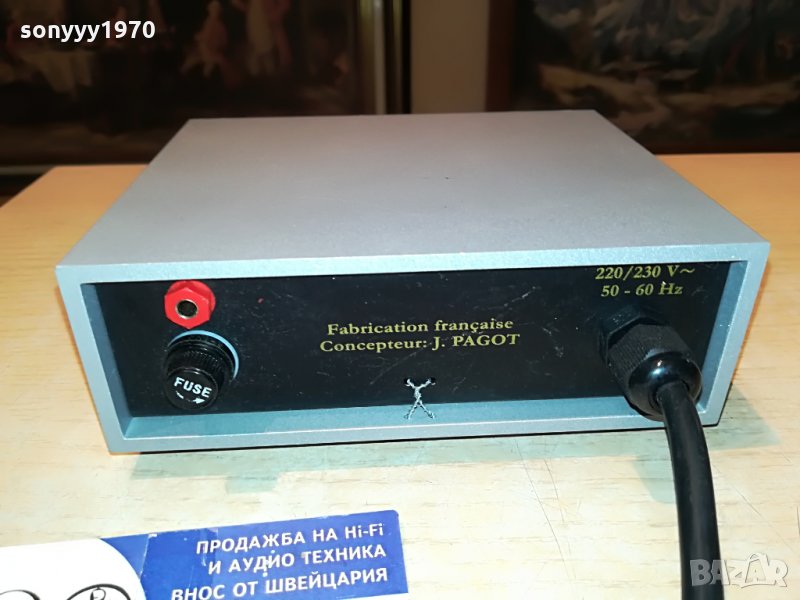 sonyyy1970
220/230 V~
50 - 60 Hz
Fabrication française
Concepteur: J. PAGOT
FUSE
ПРОДАЖБА НА Hi-Fi
И АУДИО ТЕХНИКА
ВНОС ОТ ШВЕЙЦАРИЯ
R
BAZAR